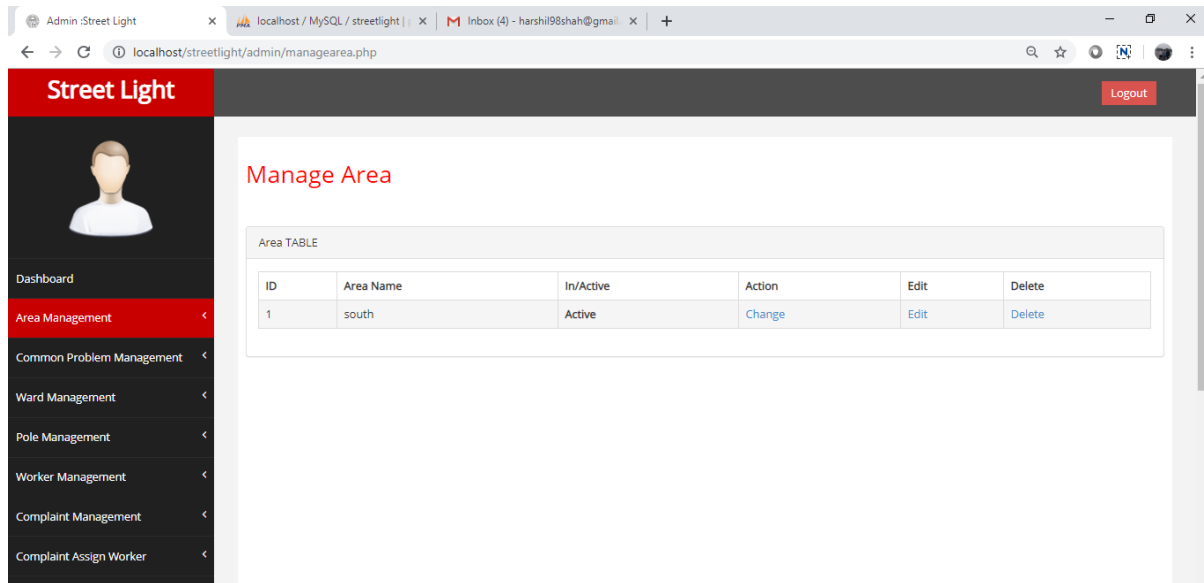 Admin :Street Light
localhost / MySQL / streetlight |
Inbox (4) - harshil98shah@gmail.
localhost/streetlight/admin/managearea.php
Street Light
Logout
Manage Area
Area TABLE
ID Area Name In/Active Action Edit Delete
1 south Active Change Edit Delete
Dashboard
Area Management
Common Problem Management
Ward Management
Pole Management
Worker Management
Complaint Management
Complaint Assign Worker